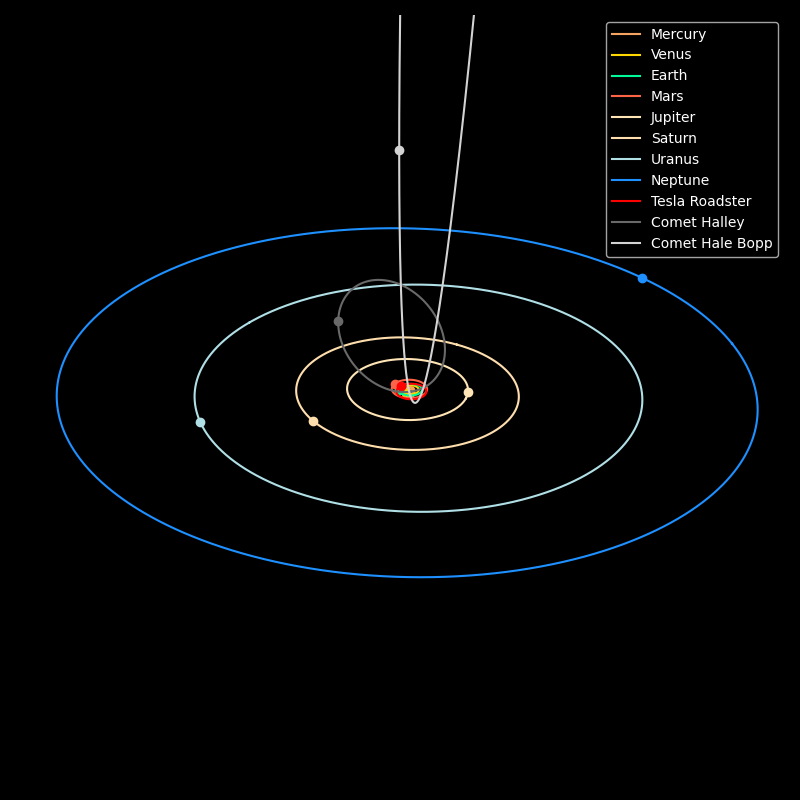 Mercury
Venus
Earth
Mars
Jupiter
Saturn
Uranus
Neptune
Tesla Roadster
Comet Halley
Comet Hale Bopp